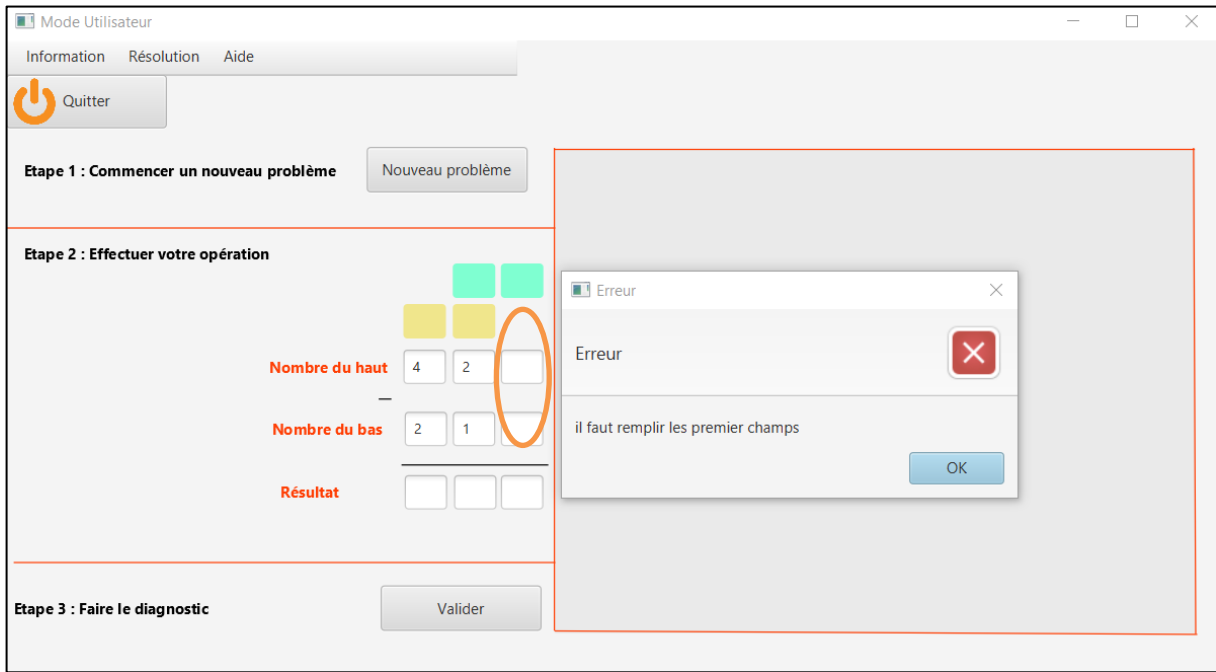 Mode Utilisateur
Information Résolution Aide
Quitter
Etape 1 : Commencer un nouveau problème
Nouveau problème
Etape 2 : Effectuer votre opération
Nombre du haut 4 2
—
Nombre du bas 2 1
Résultat
Erreur
Erreur
il faut remplir les premier champs
OK
Etape 3 : Faire le diagnostic
Valider